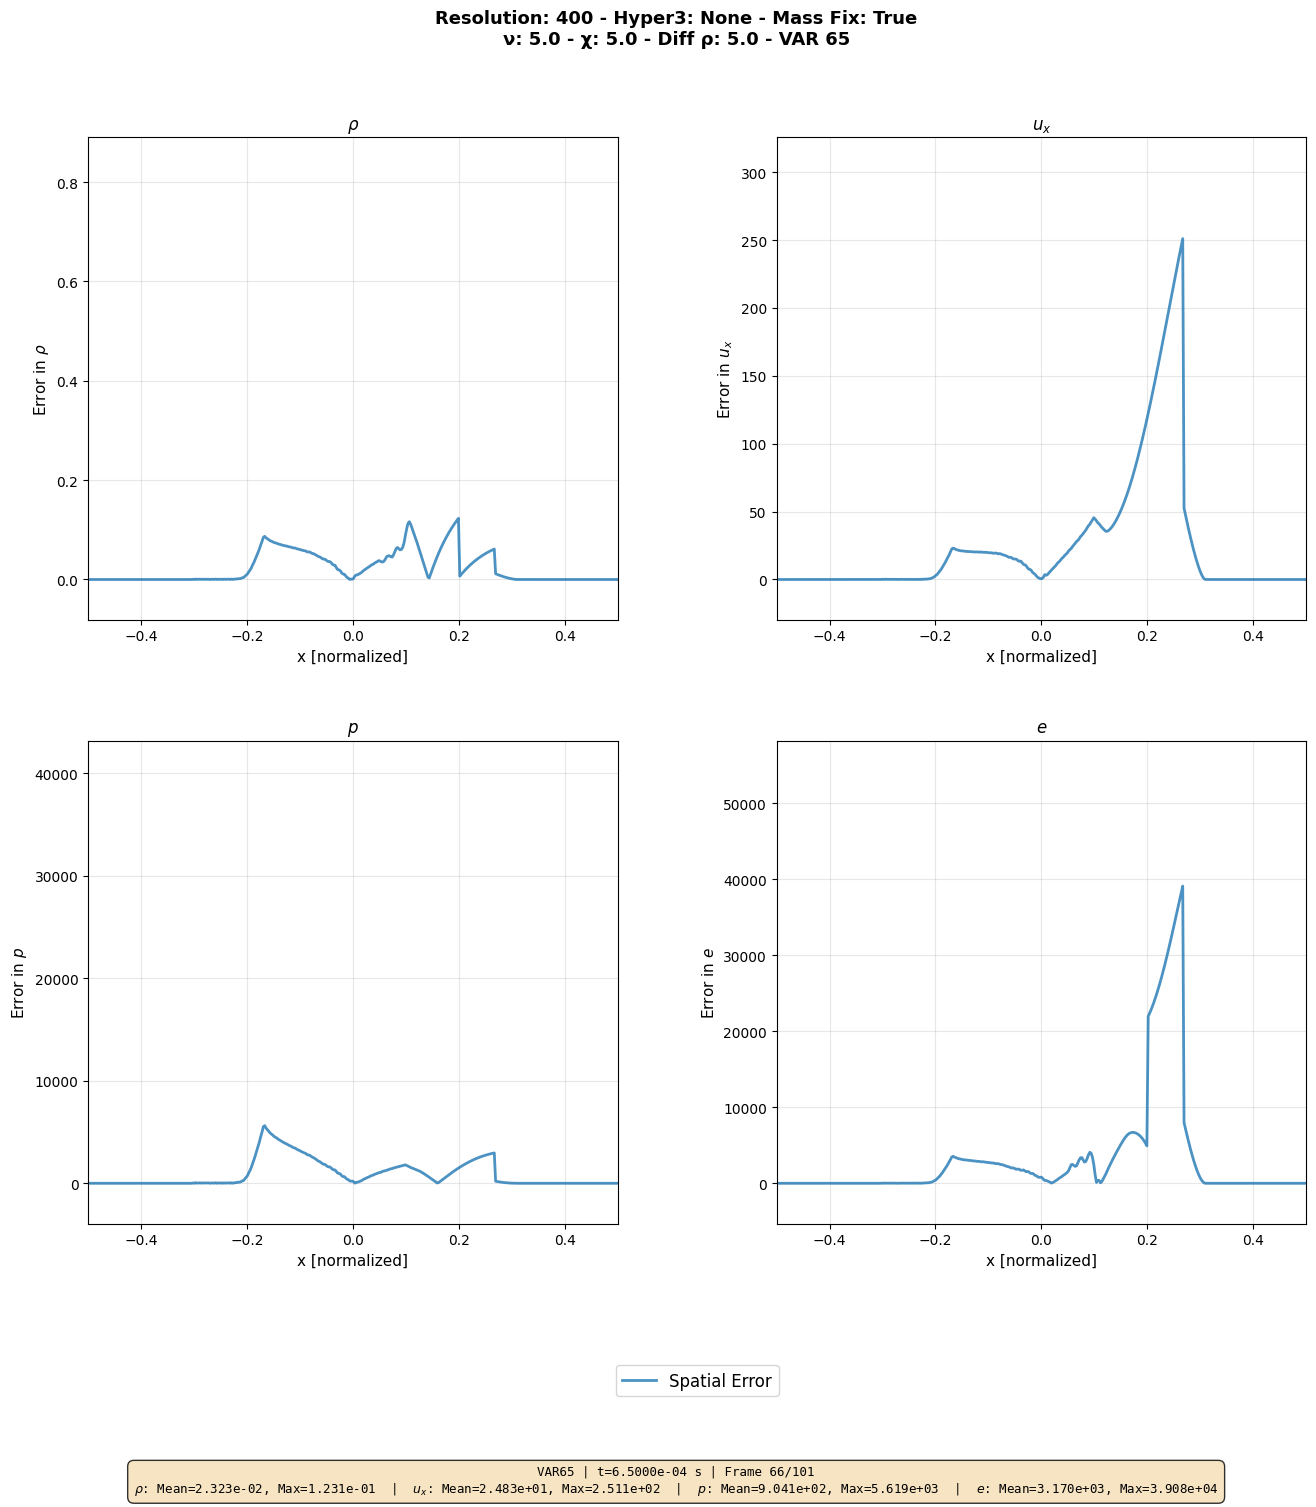 Resolution: 400 - Hyper3: None - Mass Fix: True
ν: 5.0 - χ: 5.0 - Diff ρ: 5.0 - VAR 65
ρ
0.8
0.6
0.4
0.2
0.0
Error in ρ
−0.4 −0.2 0.0 0.2 0.4
x [normalized]
u_x
300
250
200
150
100
50
0
Error in u_x
−0.4 −0.2 0.0 0.2 0.4
x [normalized]
p
40000
30000
20000
10000
0
Error in p
−0.4 −0.2 0.0 0.2 0.4
x [normalized]
e
50000
40000
30000
20000
10000
0
Error in e
−0.4 −0.2 0.0 0.2 0.4
x [normalized]
Spatial Error
VAR65 | t=6.5000e-04 s | Frame 66/101
ρ: Mean=2.323e-02, Max=1.231e-01 | u_x: Mean=2.483e+01, Max=2.511e+02 | p: Mean=9.041e+02, Max=5.619e+03 | e: Mean=3.170e+03, Max=3.908e+04